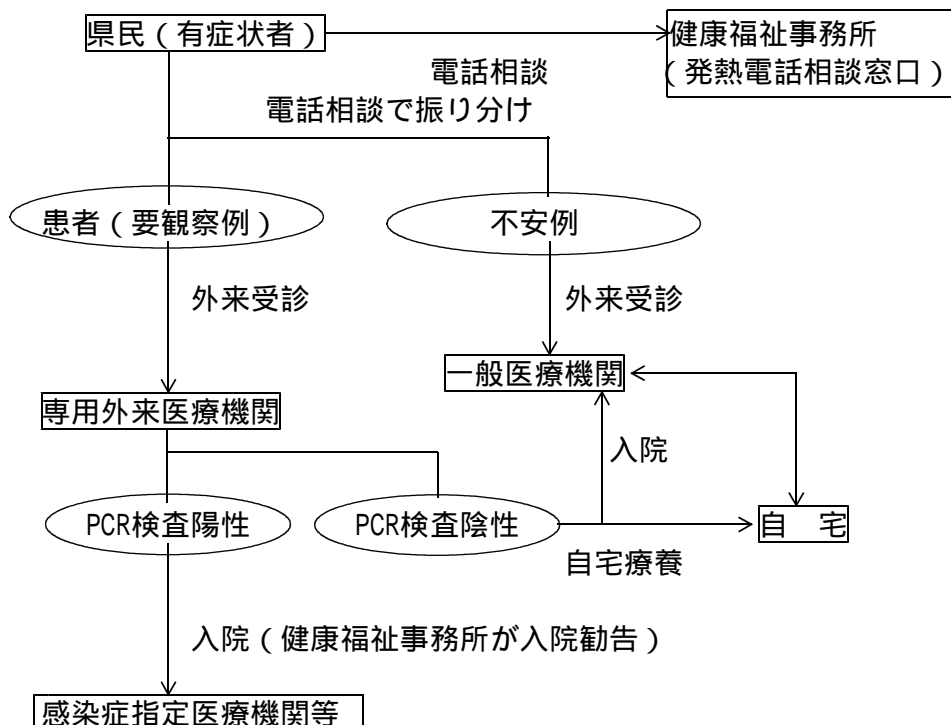 県民（有症状者）
健康福祉事務所
（発熱電話相談窓口）
電話相談
電話相談で振り分け
患者（要観察例）
不安例
外来受診
外来受診
一般医療機関
専用外来医療機関
入院
PCR検査陽性
PCR検査陰性
自　宅
自宅療養
入院（健康福祉事務所が入院勧告）
感染症指定医療機関等